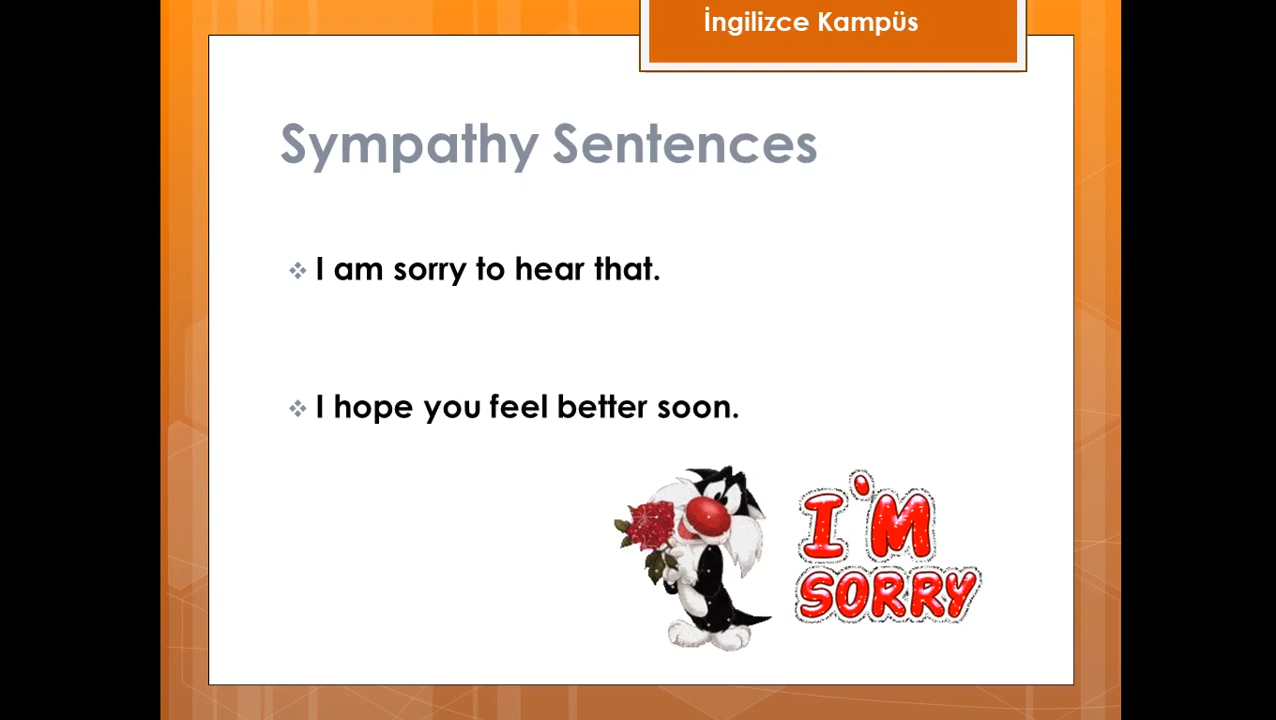 İngilizce Kampüs
Sympathy Sentences
I am sorry to hear that.
I hope you feel better soon.
I'M
SORRY